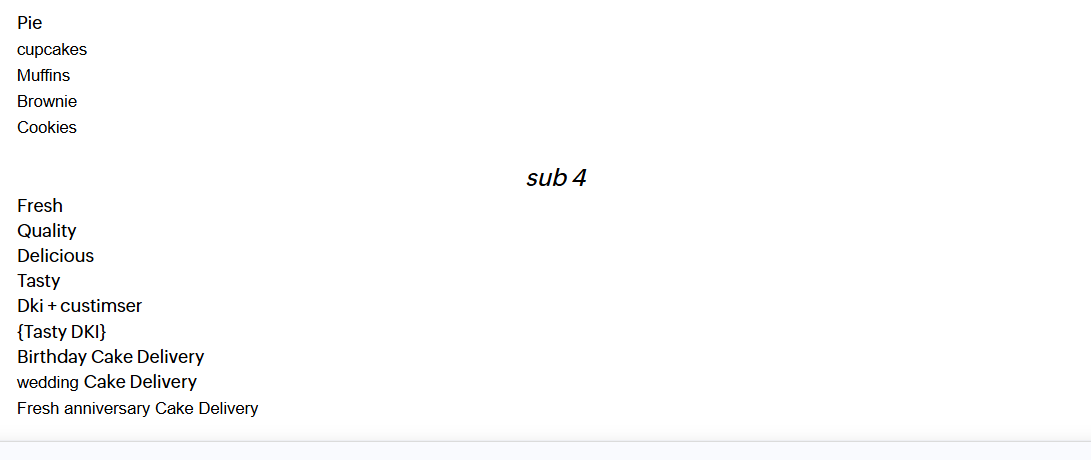 Pie
cupcakes
Muffins
Brownie
Cookies
sub 4
Fresh
Quality
Delicious
Tasty
Dki + custimser
{Tasty DKI}
Birthday Cake Delivery
wedding Cake Delivery
Fresh anniversary Cake Delivery